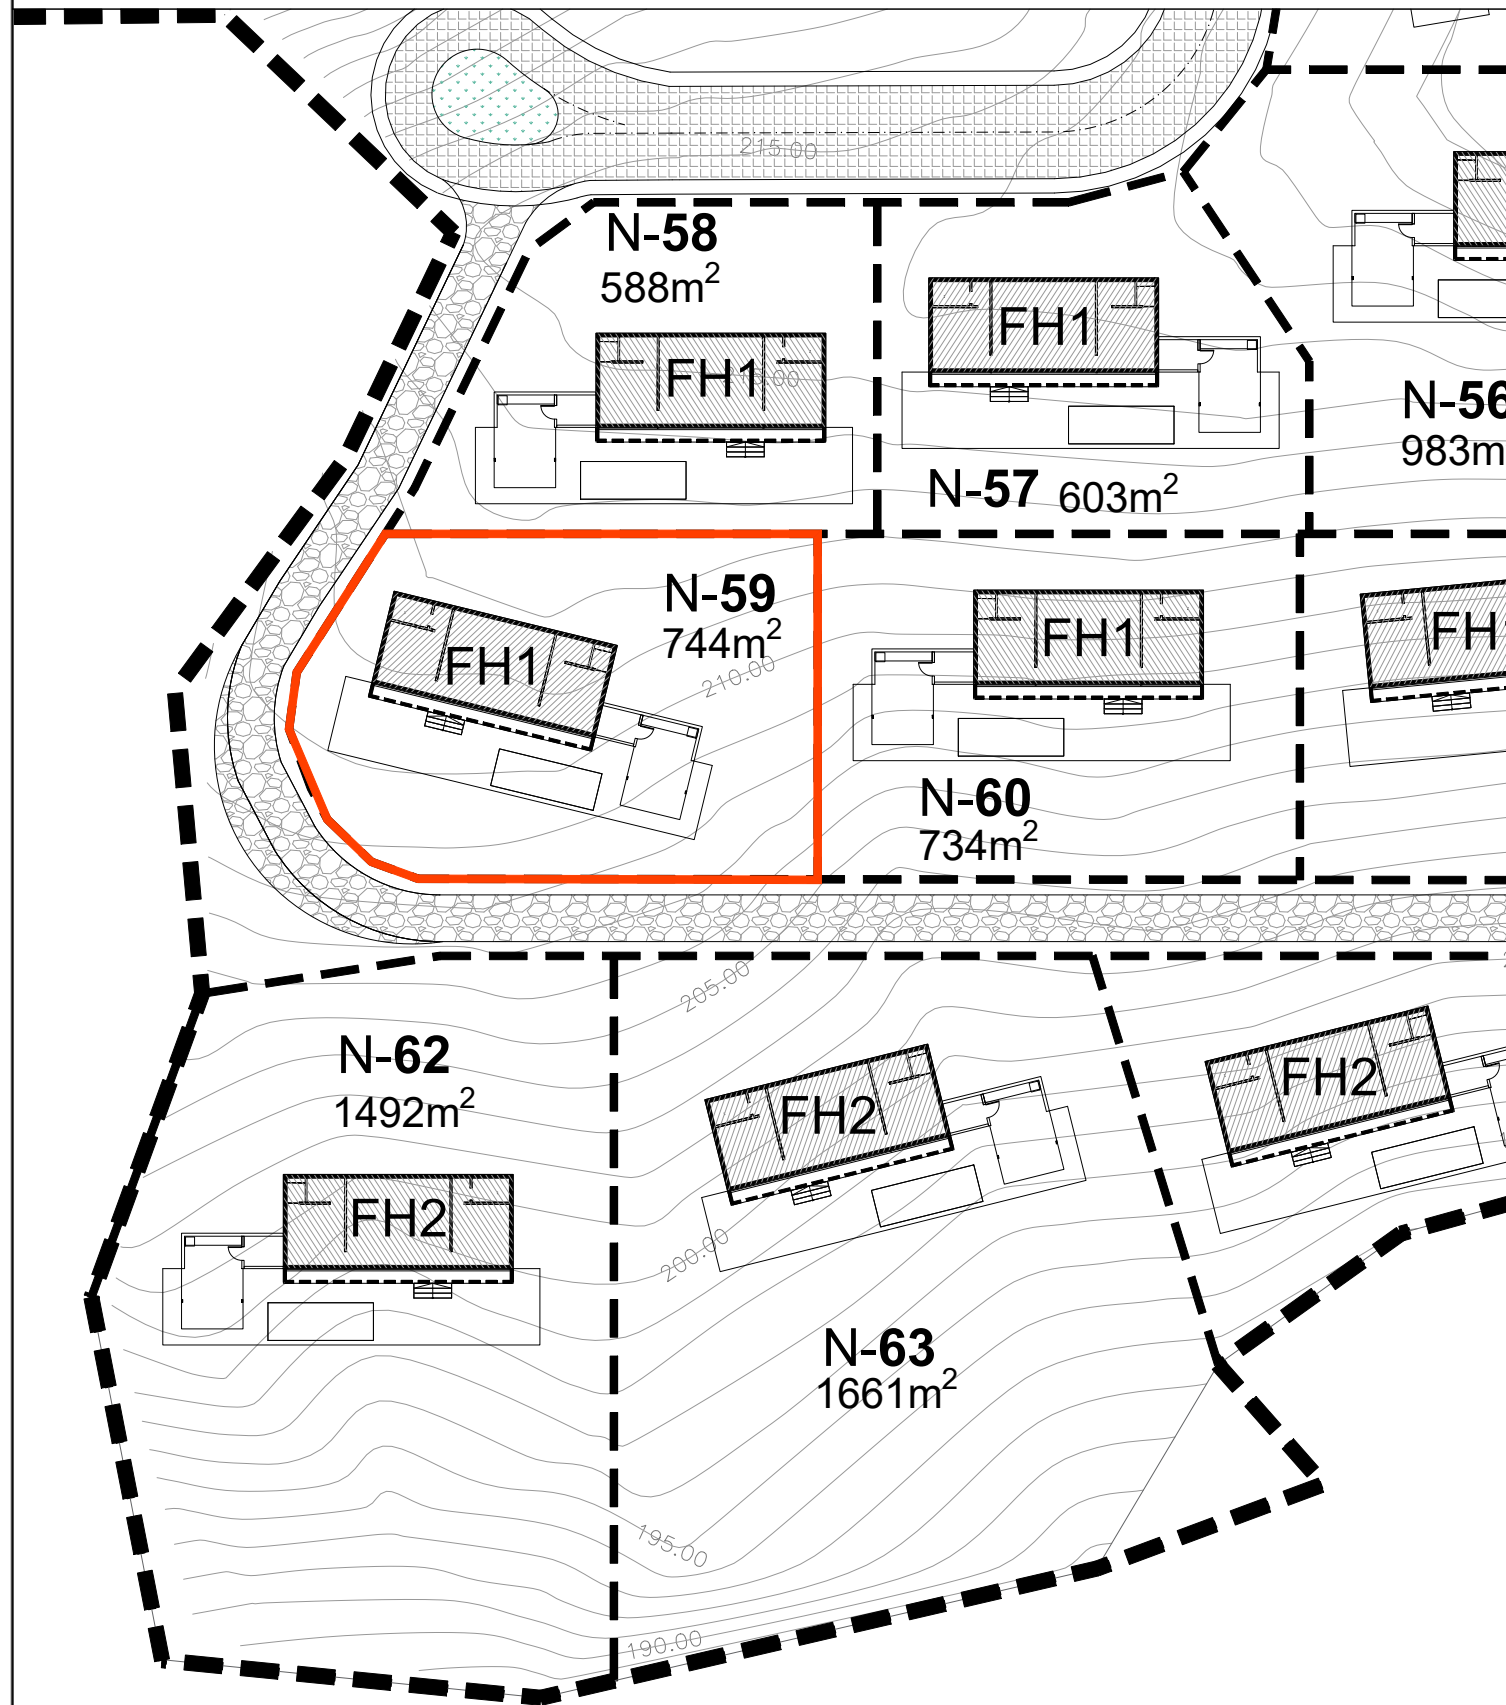 215.00
N-58
588m²
FH1
FH1
N-57 603m²
N-56
983m
N-59
744m²
210.00
FH1
FH1
FH1
N-60
734m²
205.00
N-62
1492m²
FH2
FH2
FH2
200.00
N-63
1661m²
195.00
190.00